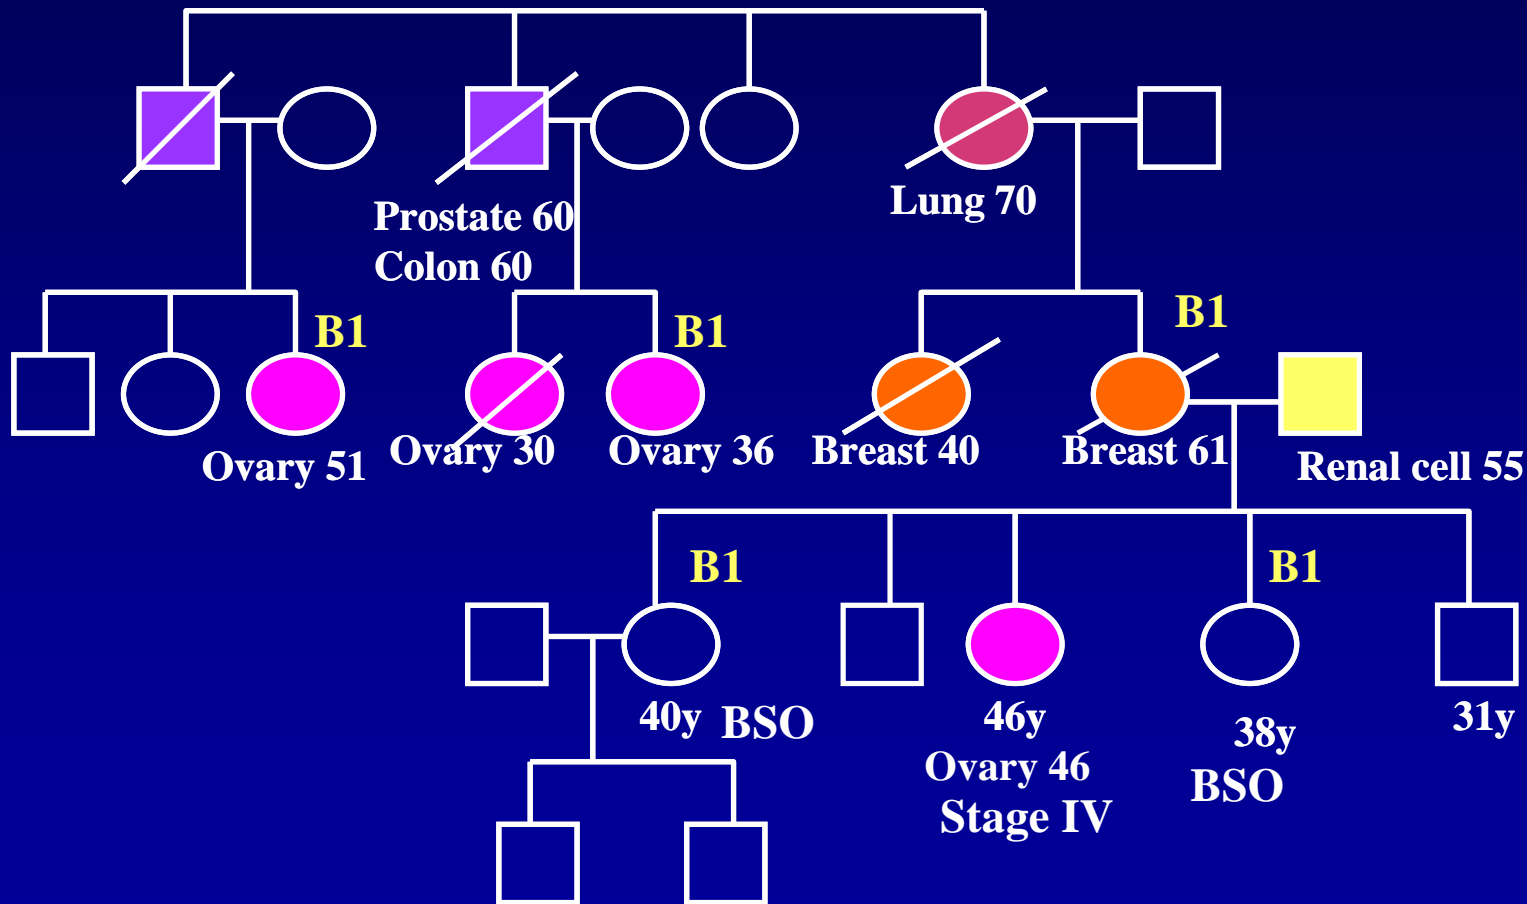 Prostate 60
Colon 60
Lung 70
B1
B1
B1
Ovary 51
Ovary 30
Ovary 36
Breast 40
Breast 61
Renal cell 55
B1
B1
40y BSO
46y
Ovary 46
Stage IV
38y
BSO
31y